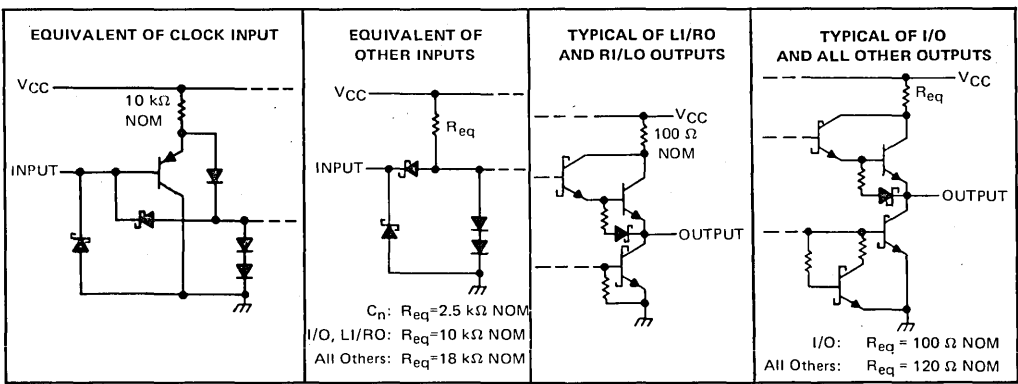 EQUIVALENT OF CLOCK INPUT
VCC
10 kΩ
NOM
INPUT
EQUIVALENT OF
OTHER INPUTS
VCC
Req
INPUT
Cn: Req=2.5 kΩ NOM
I/O, LI/RO: Req=10 kΩ NOM
All Others: Req=18 kΩ NOM
TYPICAL OF LI/RO
AND RI/LO OUTPUTS
VCC
100 Ω
NOM
OUTPUT
TYPICAL OF I/O
AND ALL OTHER OUTPUTS
VCC
Req
OUTPUT
I/O: Req = 100 Ω NOM
All Others: Req = 120 Ω NOM